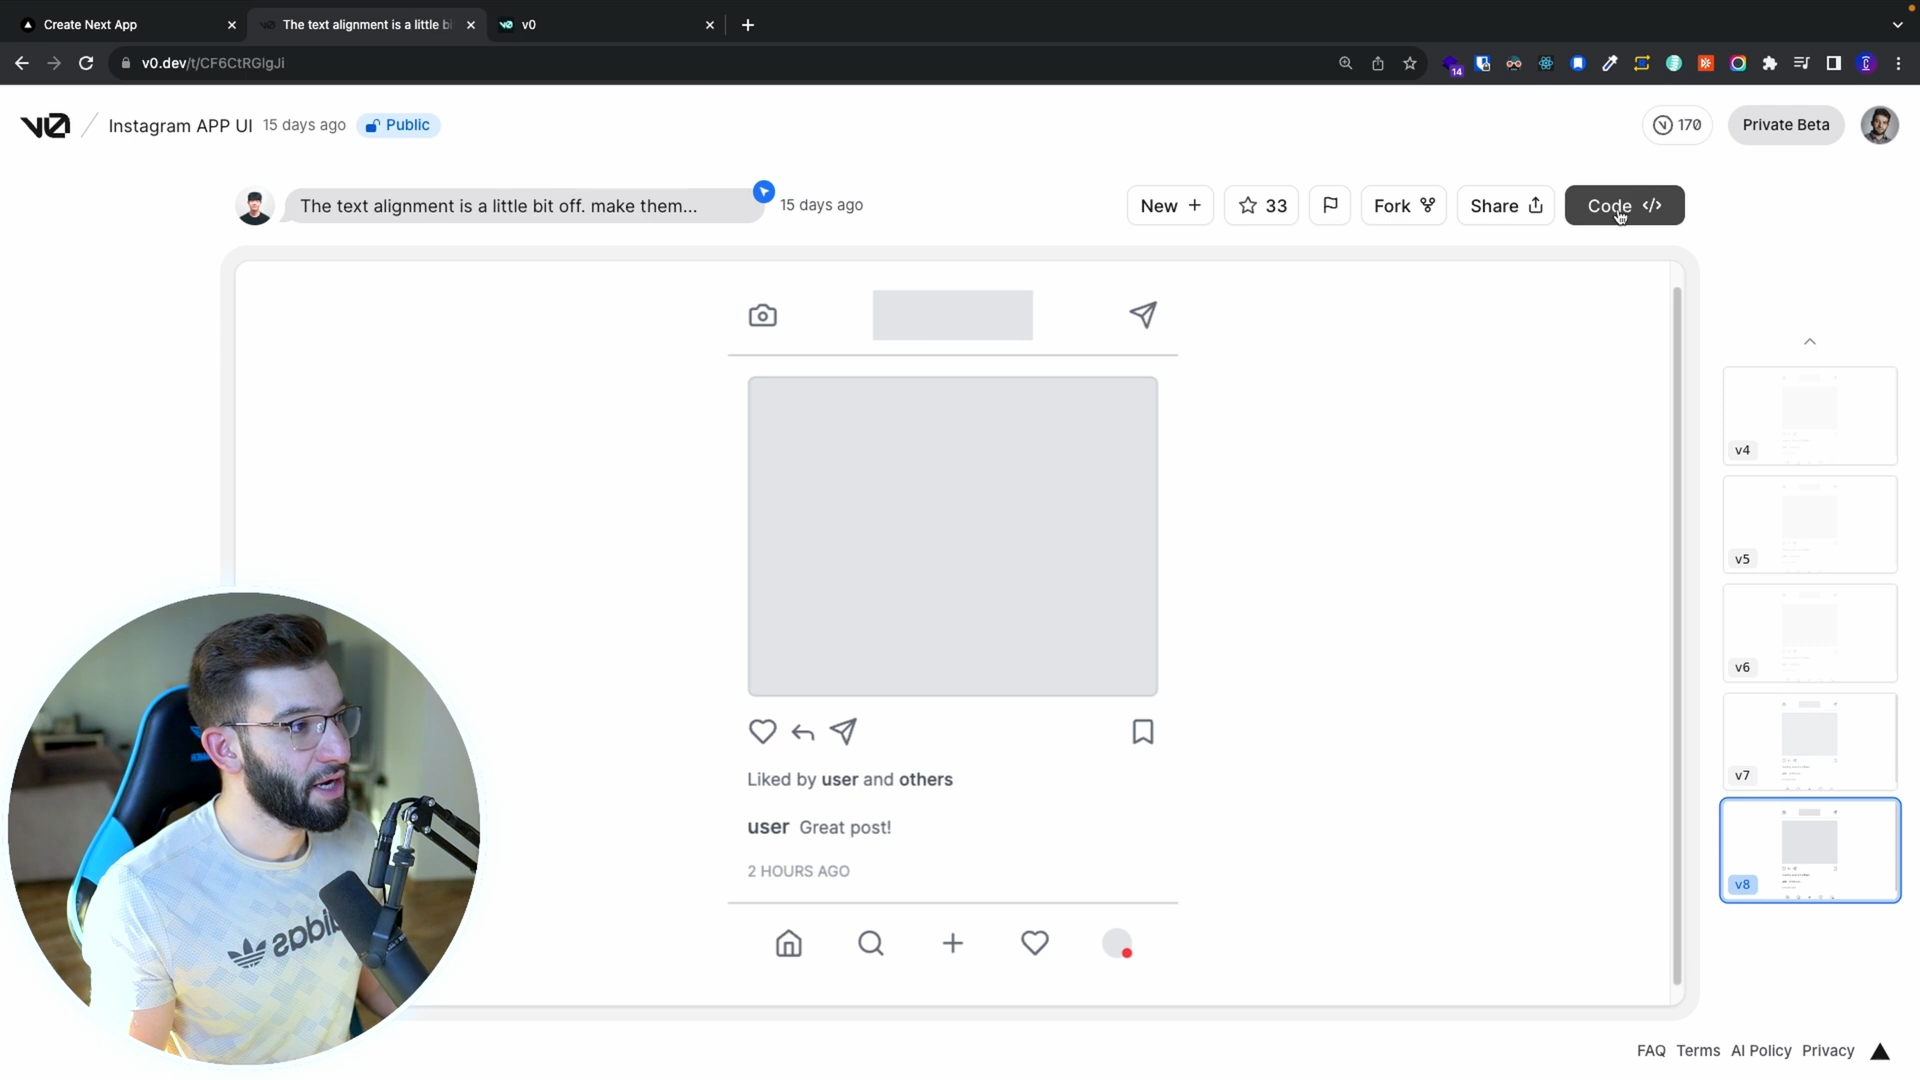 Create Next App
The text alignment is a little bi
v0
v0.dev/t/CF6CtRGlgJi
14
v0 / Instagram APP UI 15 days ago Public
170 Private Beta
The text alignment is a little bit off. make them... 15 days ago
New + 33 Fork Share Code </>
Liked by user and others
user Great post!
2 HOURS AGO
v4
v5
v6
v7
v8
adidas
FAQ Terms AI Policy Privacy